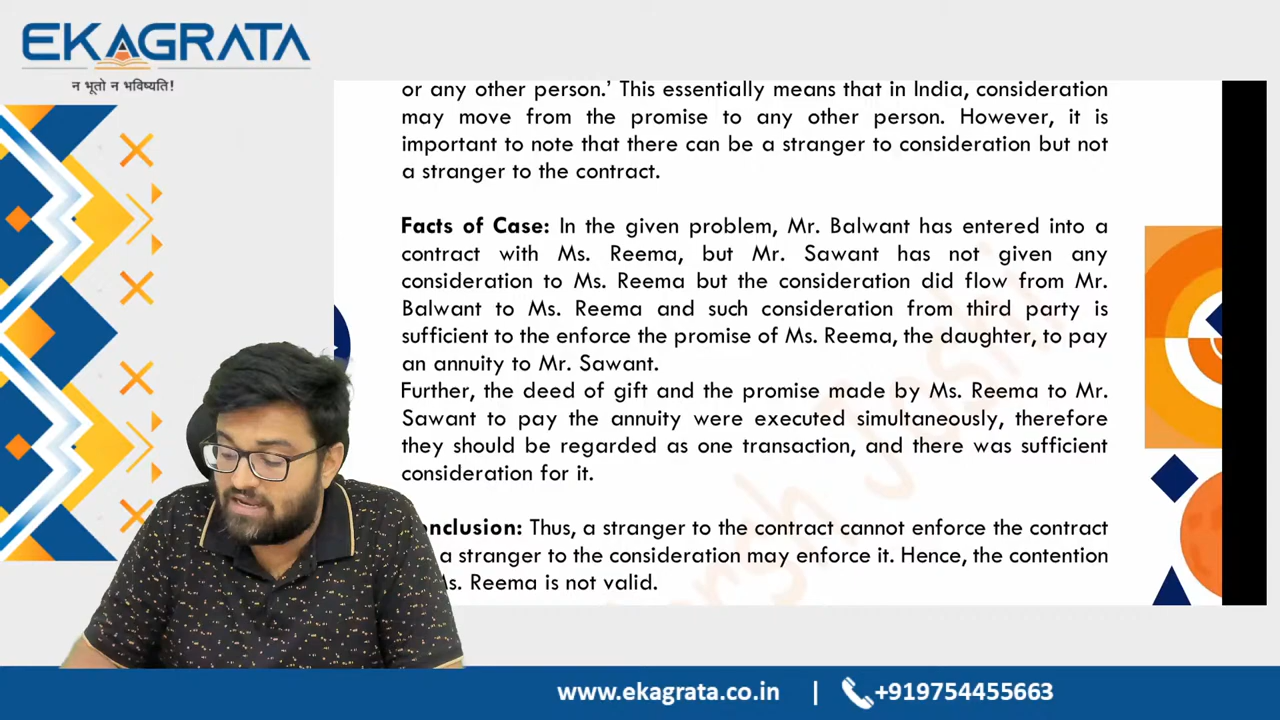 EKAGRATA
न भूतो न भविष्यति!
or any other person.’ This essentially means that in India, consideration
may move from the promise to any other person. However, it is
important to note that there can be a stranger to consideration but not
a stranger to the contract.
Facts of Case: In the given problem, Mr. Balwant has entered into a
contract with Ms. Reema, but Mr. Sawant has not given any
consideration to Ms. Reema but the consideration did flow from Mr.
Balwant to Ms. Reema and such consideration from third party is
sufficient to the enforce the promise of Ms. Reema, the daughter, to pay
an annuity to Mr. Sawant.
Further, the deed of gift and the promise made by Ms. Reema to Mr.
Sawant to pay the annuity were executed simultaneously, therefore
they should be regarded as one transaction, and there was sufficient
consideration for it.
onclusion: Thus, a stranger to the contract cannot enforce the contract
a stranger to the consideration may enforce it. Hence, the contention
s. Reema is not valid.
www.ekagrata.co.in | +919754455663